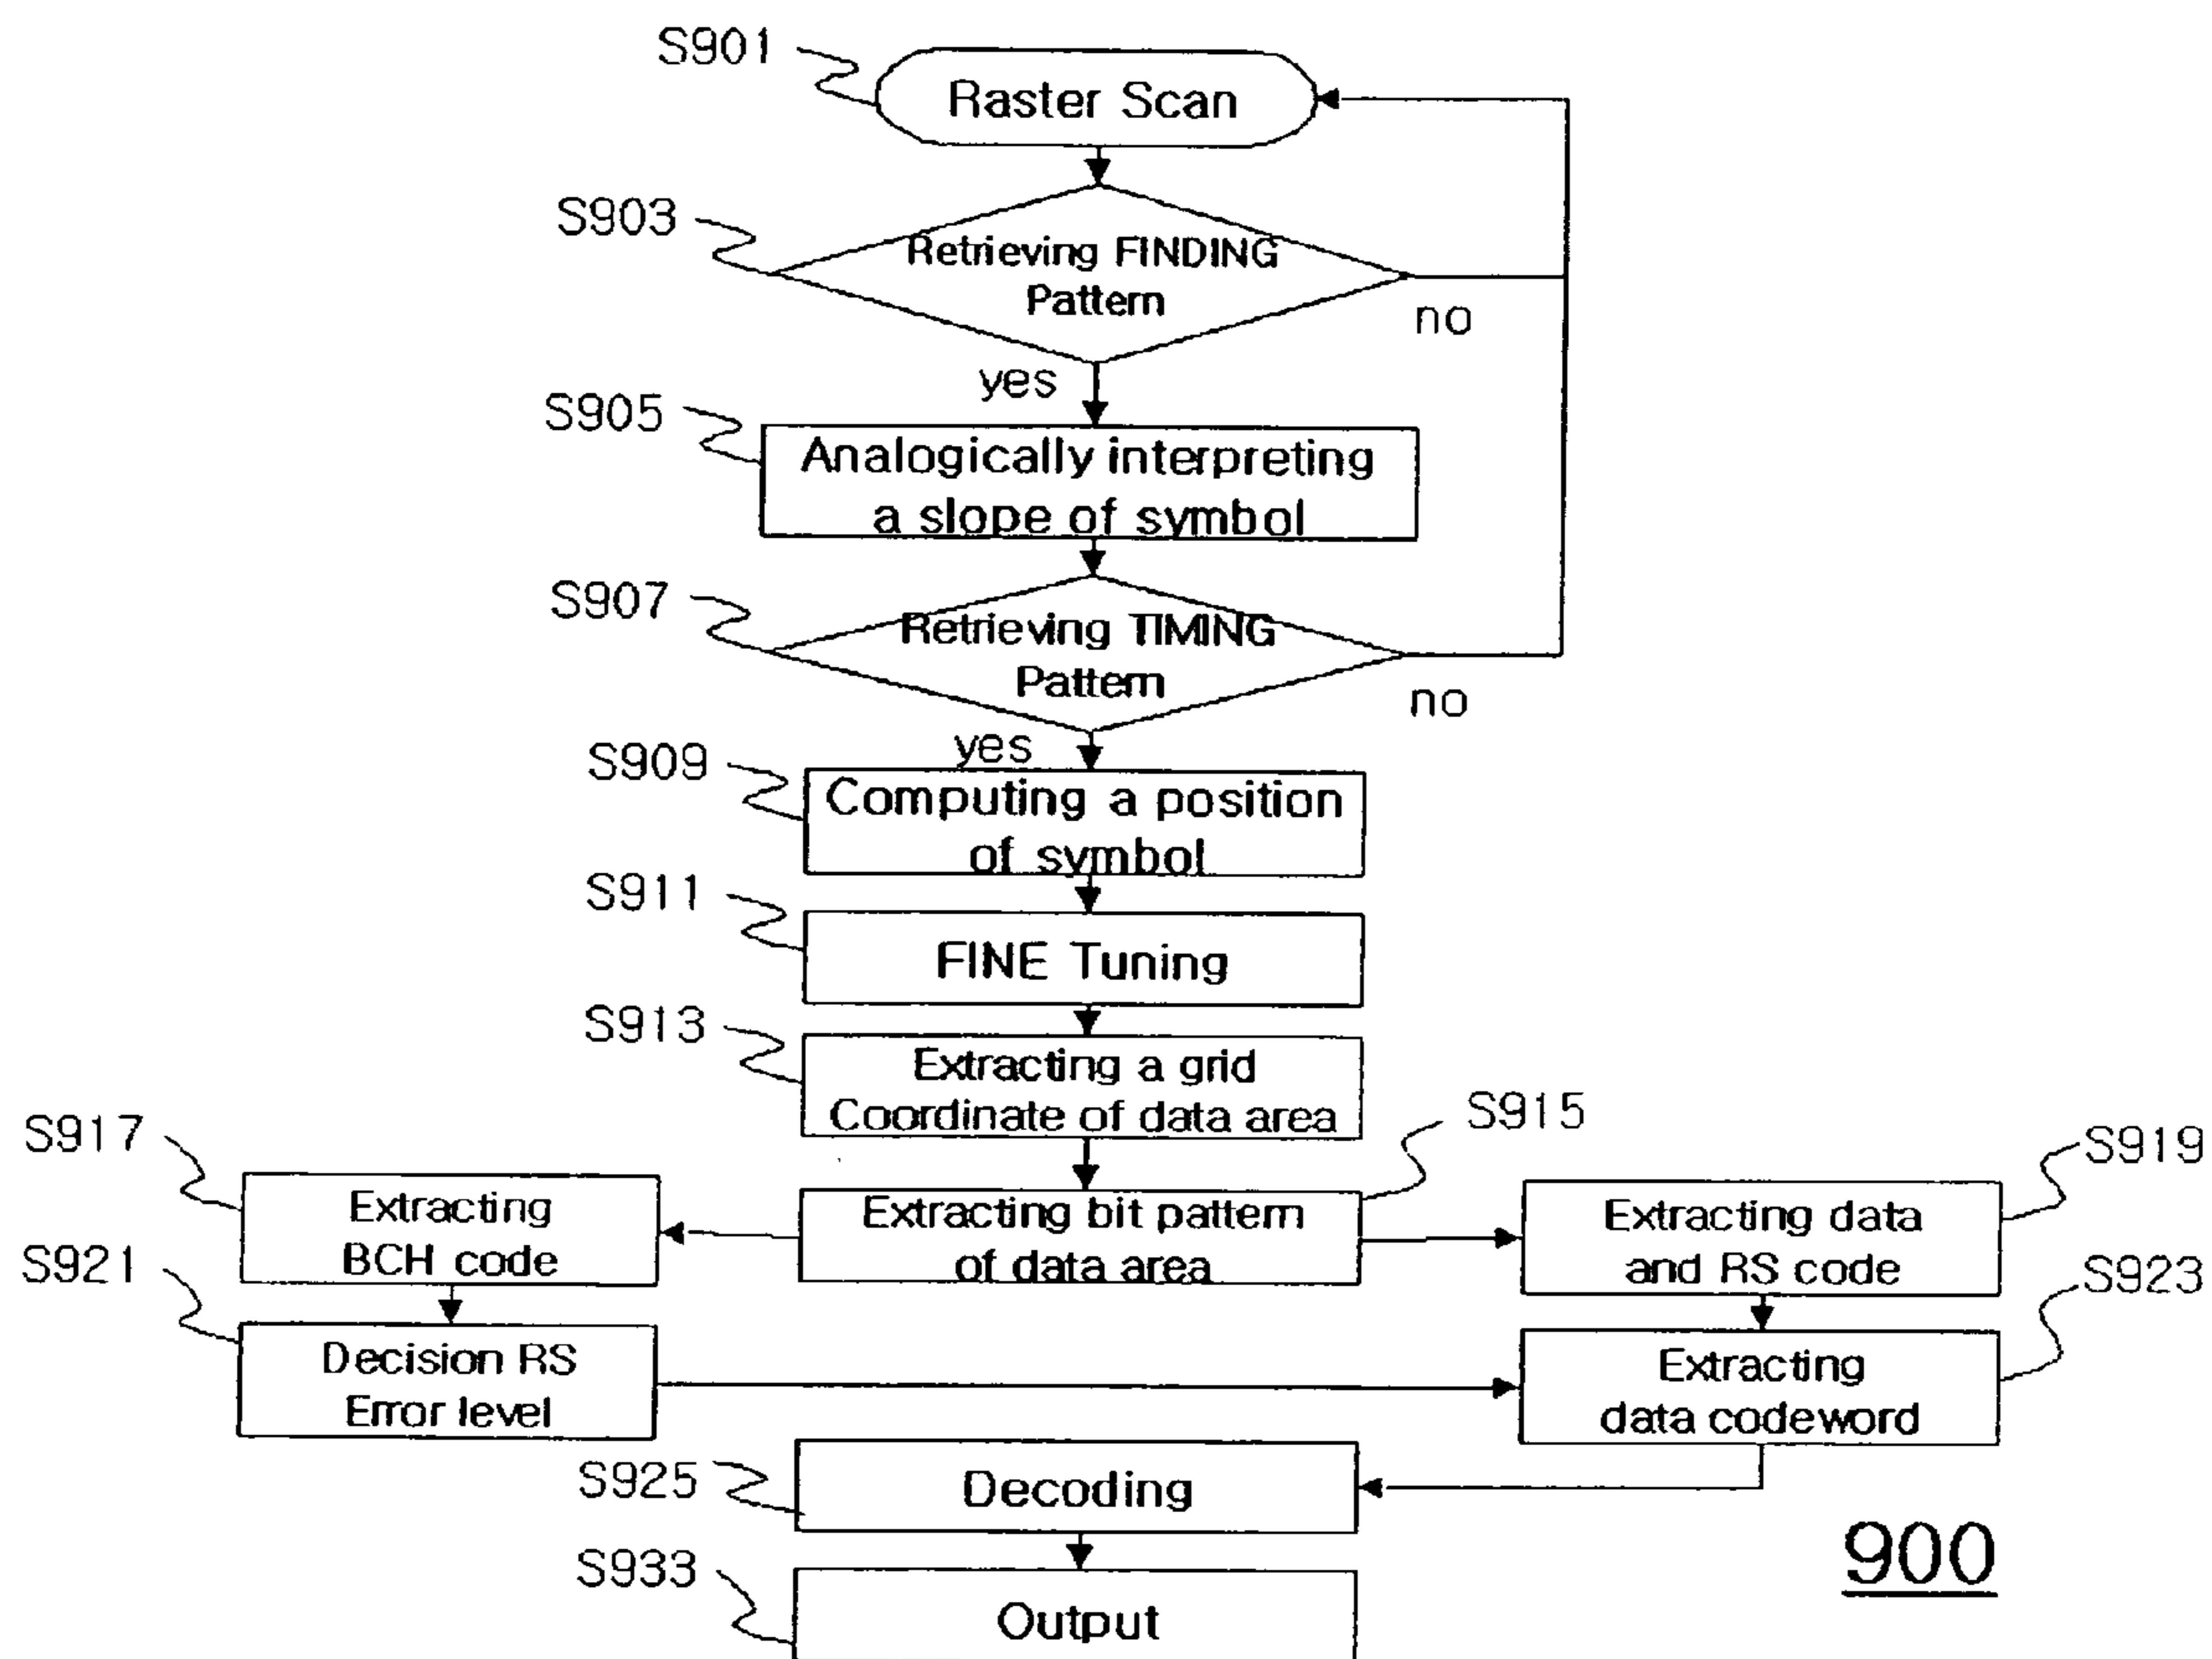 S901
Raster Scan
S903
Retrieving FINDING
Pattern
no
yes
S905
Analogically interpreting
a slope of symbol
S907
Retrieving TIMING
Pattern
no
yes
S909
Computing a position
of symbol
S911
FINE Tuning
S913
Extracting a grid
Coordinate of data area
S917
Extracting
BCH code
S915
Extracting bit pattern
of data area
S919
Extracting data
and RS code
S921
Decision RS
Error level
S923
Extracting
data codeword
S925
Decoding
S933
Output
900